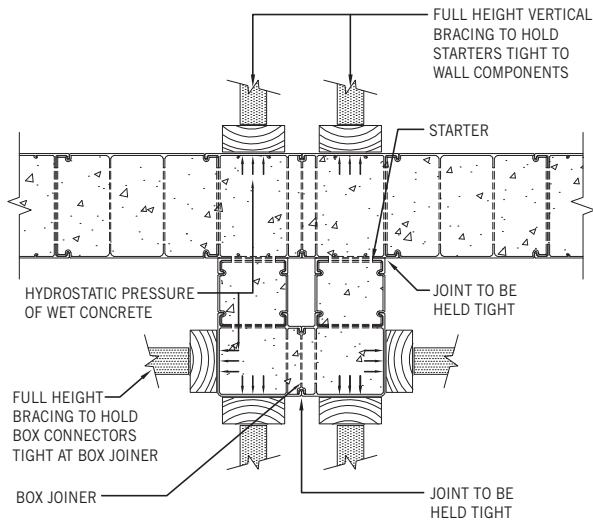 FULL HEIGHT VERTICAL
BRACING TO HOLD
STARTERS TIGHT TO
WALL COMPONENTS
STARTER
HYDROSTATIC PRESSURE
OF WET CONCRETE
JOINT TO BE
HELD TIGHT
FULL HEIGHT
BRACING TO HOLD
BOX CONNECTORS
TIGHT AT BOX JOINER
BOX JOINER
JOINT TO BE
HELD TIGHT